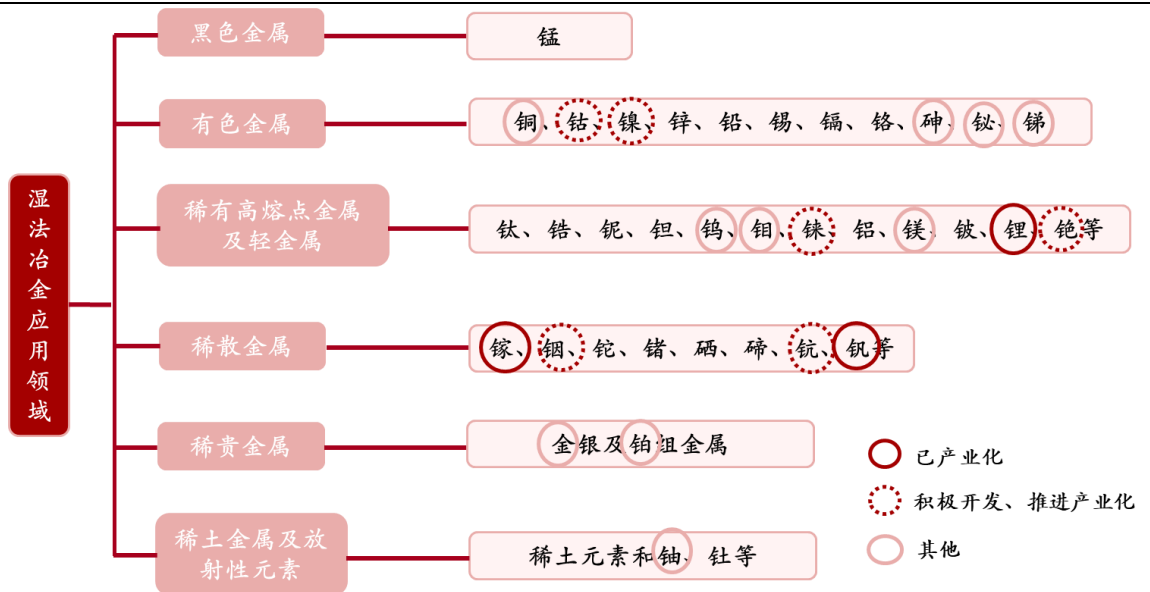 湿法冶金应用领域
黑色金属
锰
有色金属
铜、钴、镍、锌、铅、锡、镉、铬、砷、铋、锑
稀有高熔点金属
及轻金属
钛、锆、铌、钽、钨、钼、铼、铝、镁、铍、锂、铯等
稀散金属
镓、铟、铊、锗、硒、碲、钪、钒等
稀贵金属
金银及铂组金属
稀土金属及放
射性元素
稀土元素和铀、钍等
已产业化
积极开发、推进产业化
其他